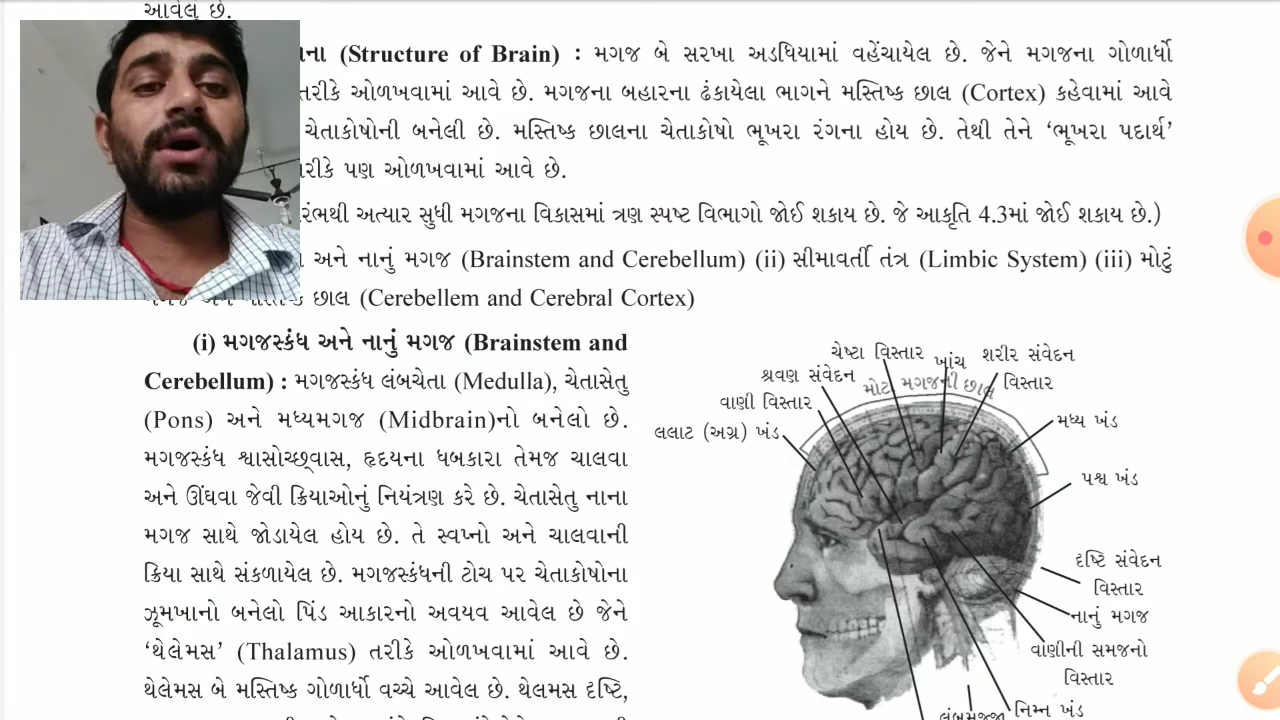 આવેલ છે.
(Structure of Brain) : મગજ બે સરખા અડધિયામાં વહેંચાયેલ છે. જેને મગજના ગોળાર્ધો
તરીકે ઓળખવામાં આવે છે. મગજના બહારના ઢંકાયેલા ભાગને મસ્તિષ્ક છાલ (Cortex) કહેવામાં આવે
ચેતાકોષોની બનેલી છે. મસ્તિષ્ક છાલના ચેતાકોષો ભૂખરા રંગના હોય છે. તેથી તેને ‘ભૂખરા પદાર્થ’
તરીકે પણ ઓળખવામાં આવે છે.
અત્યાર સુધી મગજના વિકાસમાં ત્રણ સ્પષ્ટ વિભાગો જોઈ શકાય છે. જે આકૃતિ 4.3માં જોઈ શકાય છે.)
અને નાનું મગજ (Brainstem and Cerebellum) (ii) સીમાવર્તી તંત્ર (Limbic System) (iii) મોટું
છાલ (Cerebellem and Cerebral Cortex)
(i) મગજસ્કંધ અને નાનું મગજ (Brainstem and
Cerebellum) : મગજસ્કંધ લંબચેતા (Medulla), ચેતાસેતુ
(Pons) અને મધ્યમગજ (Midbrain)નો બનેલો છે.
મગજસ્કંધ શ્વાસોચ્છ્વાસ, હૃદયના ધબકારા તેમજ ચાલવા
અને ઊંઘવા જેવી ક્રિયાઓનું નિયંત્રણ કરે છે. ચેતાસેતુ નાના
મગજ સાથે જોડાયેલ હોય છે. તે સ્વપ્નો અને ચાલવાની
ક્રિયા સાથે સંકળાયેલ છે. મગજસ્કંધની ટોચ પર ચેતાકોષોના
ઝૂમખાનો બનેલો પિંડ આકારનો અવયવ આવેલ છે જેને
‘થેલેમસ’ (Thalamus) તરીકે ઓળખવામાં આવે છે.
થેલેમસ બે મસ્તિષ્ક ગોળાર્ધો વચ્ચે આવેલ છે. થેલમસ દૃષ્ટિ,
ચેષ્ટા વિસ્તાર
ખાંચ
શરીર સંવેદન
વિસ્તાર
શ્રવણ સંવેદન
મોટા મગજની છાલ
વાણી વિસ્તાર
લલાટ (અગ્ર) ખંડ
મધ્ય ખંડ
પશ્ચ ખંડ
દૃષ્ટિ સંવેદન
વિસ્તાર
નાનું મગજ
વાણીની સમજનો
વિસ્તાર
નિમ્ન ખંડ
લંબમજ્જા